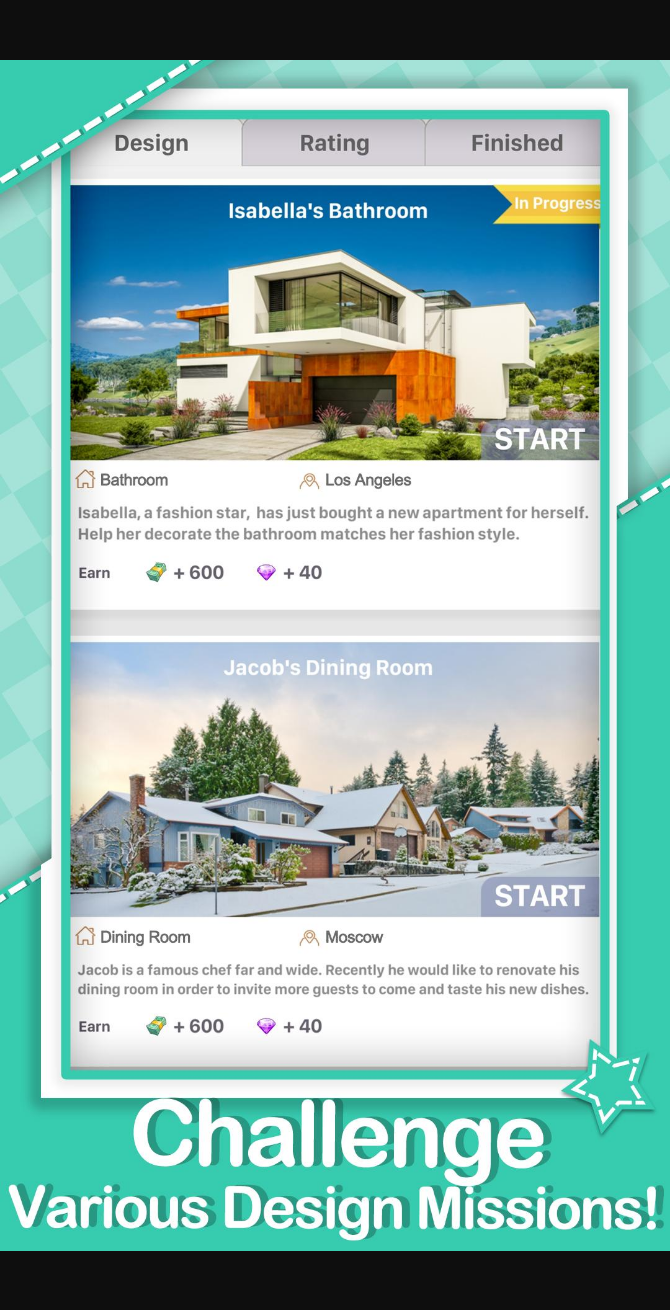 Design
Rating
Finished
Isabella's Bathroom
In Progress
START
Bathroom
Los Angeles
Isabella, a fashion star, has just bought a new apartment for herself.
Help her decorate the bathroom matches her fashion style.
Earn
+ 600
+ 40
Jacob's Dining Room
START
Dining Room
Moscow
Jacob is a famous chef far and wide. Recently he would like to renovate his
dining room in order to invite more guests to come and taste his new dishes.
Earn
+ 600
+ 40
Challenge
Various Design Missions!